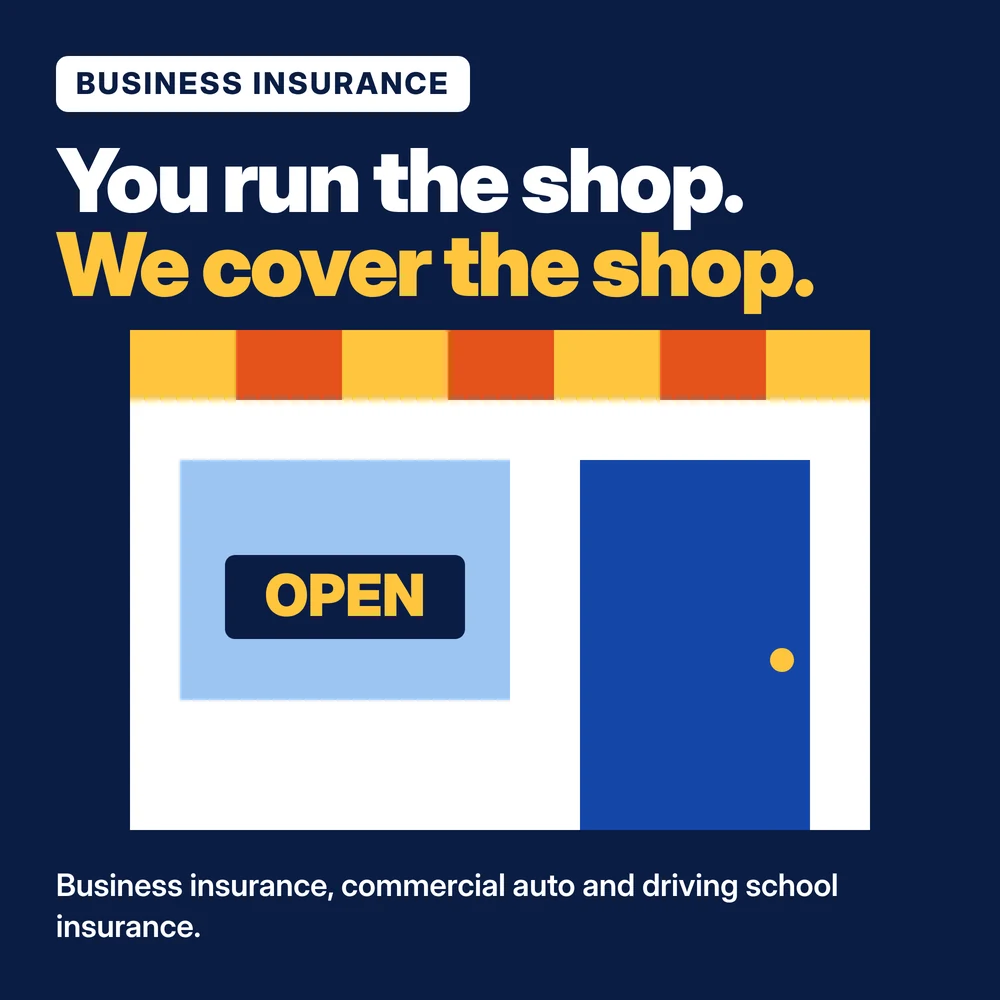 BUSINESS INSURANCE
You run the shop.
We cover the shop.
OPEN
Business insurance, commercial auto and driving school
insurance.